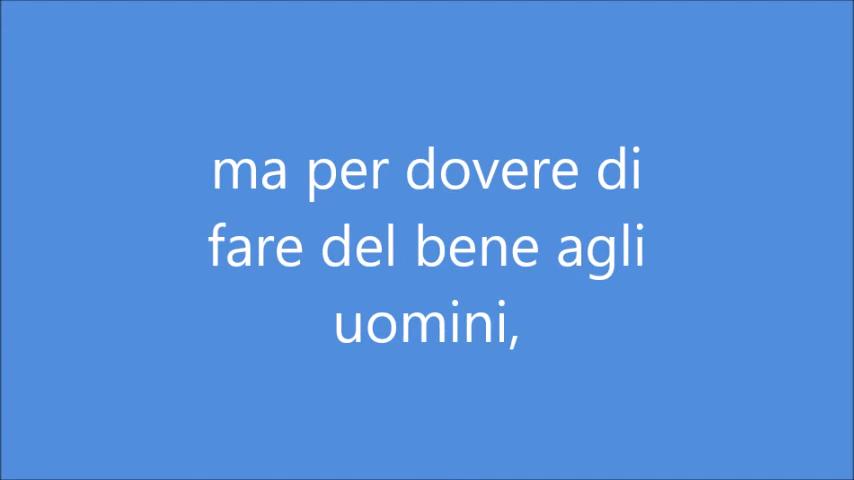 ma per dovere di
fare del bene agli
uomini,